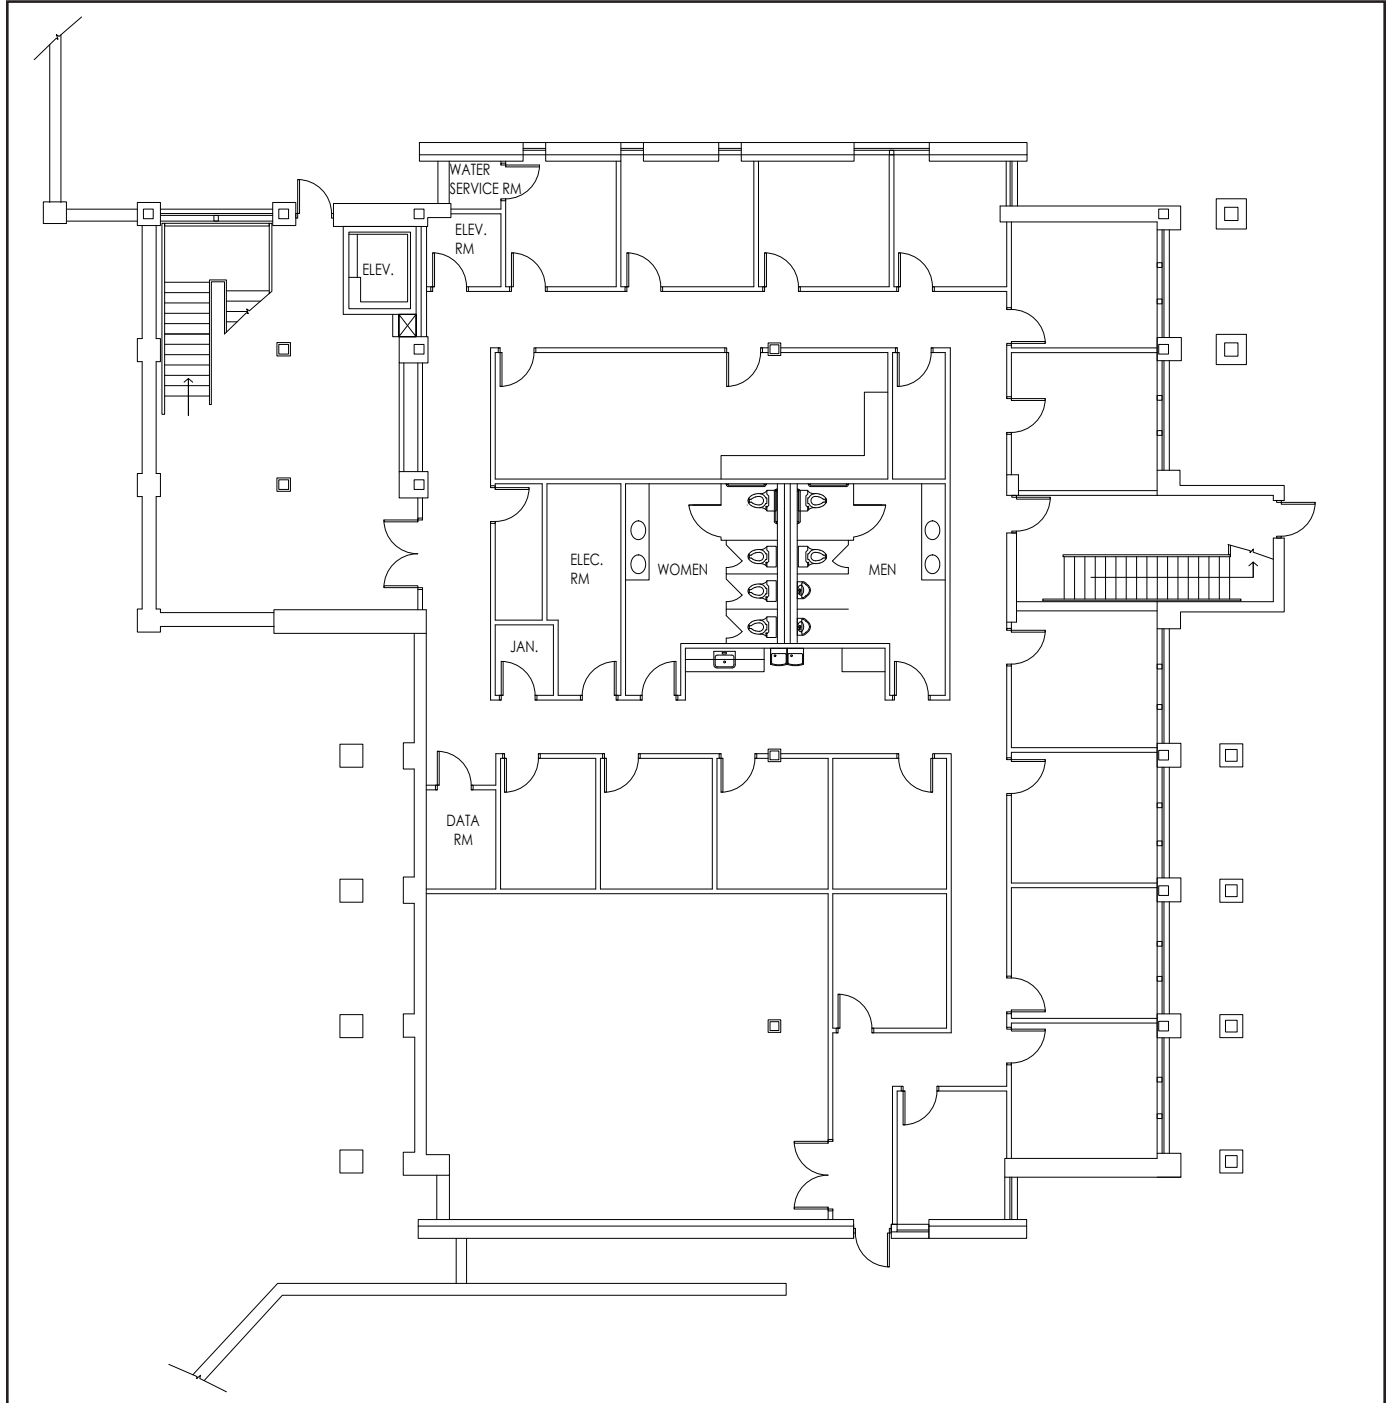 WATER
SERVICE RM
ELEV.
RM
ELEV.
ELEC.
RM
WOMEN
MEN
JAN.
DATA
RM